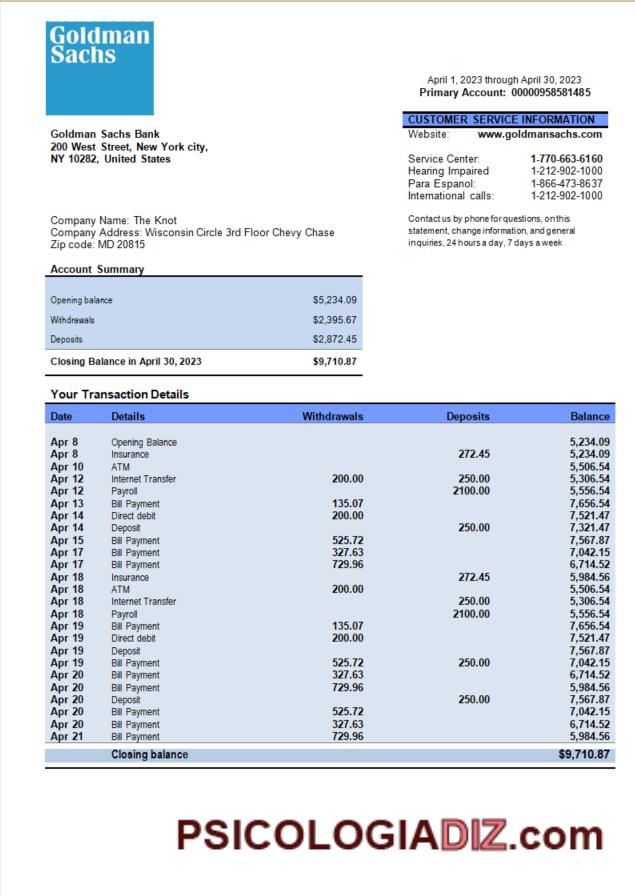 Goldman
Sachs
April 1, 2023 through April 30, 2023
Primary Account: 00000958581485
CUSTOMER SERVICE INFORMATION
Website: www.goldmansachs.com
Goldman Sachs Bank
200 West Street, New York city,
NY 10282, United States
Service Center: 1-770-663-6160
Hearing Impaired 1-212-902-1000
Para Espanol: 1-866-473-8637
International calls: 1-212-902-1000
Contact us by phone for questions, on this
statement, change information, and general
inquiries, 24 hours a day, 7 days a week
Company Name: The Knot
Company Address: Wisconsin Circle 3rd Floor Chevy Chase
Zip code: MD 20815
Account Summary
Opening balance $5,234.09
Withdrawals $2,395.67
Deposits $2,872.45
Closing Balance in April 30, 2023 $9,710.87
Your Transaction Details
Date Details Withdrawals Deposits Balance
Apr 8 Opening Balance 5,234.09
Apr 8 Insurance 272.45 5,234.09
Apr 10 ATM 5,506.54
Apr 12 Internet Transfer 200.00 250.00 5,306.54
Apr 12 Payroll 2100.00 5,556.54
Apr 13 Bill Payment 135.07 7,656.54
Apr 14 Direct debit 200.00 7,521.47
Apr 14 Deposit 250.00 7,321.47
Apr 15 Bill Payment 525.72 7,567.87
Apr 17 Bill Payment 327.63 7,042.15
Apr 17 Bill Payment 729.96 6,714.52
Apr 18 Insurance 272.45 5,984.56
Apr 18 ATM 200.00 5,506.54
Apr 18 Internet Transfer 250.00 5,306.54
Apr 18 Payroll 2100.00 5,556.54
Apr 19 Bill Payment 135.07 7,656.54
Apr 19 Direct debit 200.00 7,521.47
Apr 19 Deposit 7,567.87
Apr 19 Bill Payment 525.72 250.00 7,042.15
Apr 20 Bill Payment 327.63 6,714.52
Apr 20 Bill Payment 729.96 5,984.56
Apr 20 Deposit 250.00 7,567.87
Apr 20 Bill Payment 525.72 7,042.15
Apr 20 Bill Payment 327.63 6,714.52
Apr 21 Bill Payment 729.96 5,984.56
Closing balance $9,710.87
PSICOLOGIADIZ.com